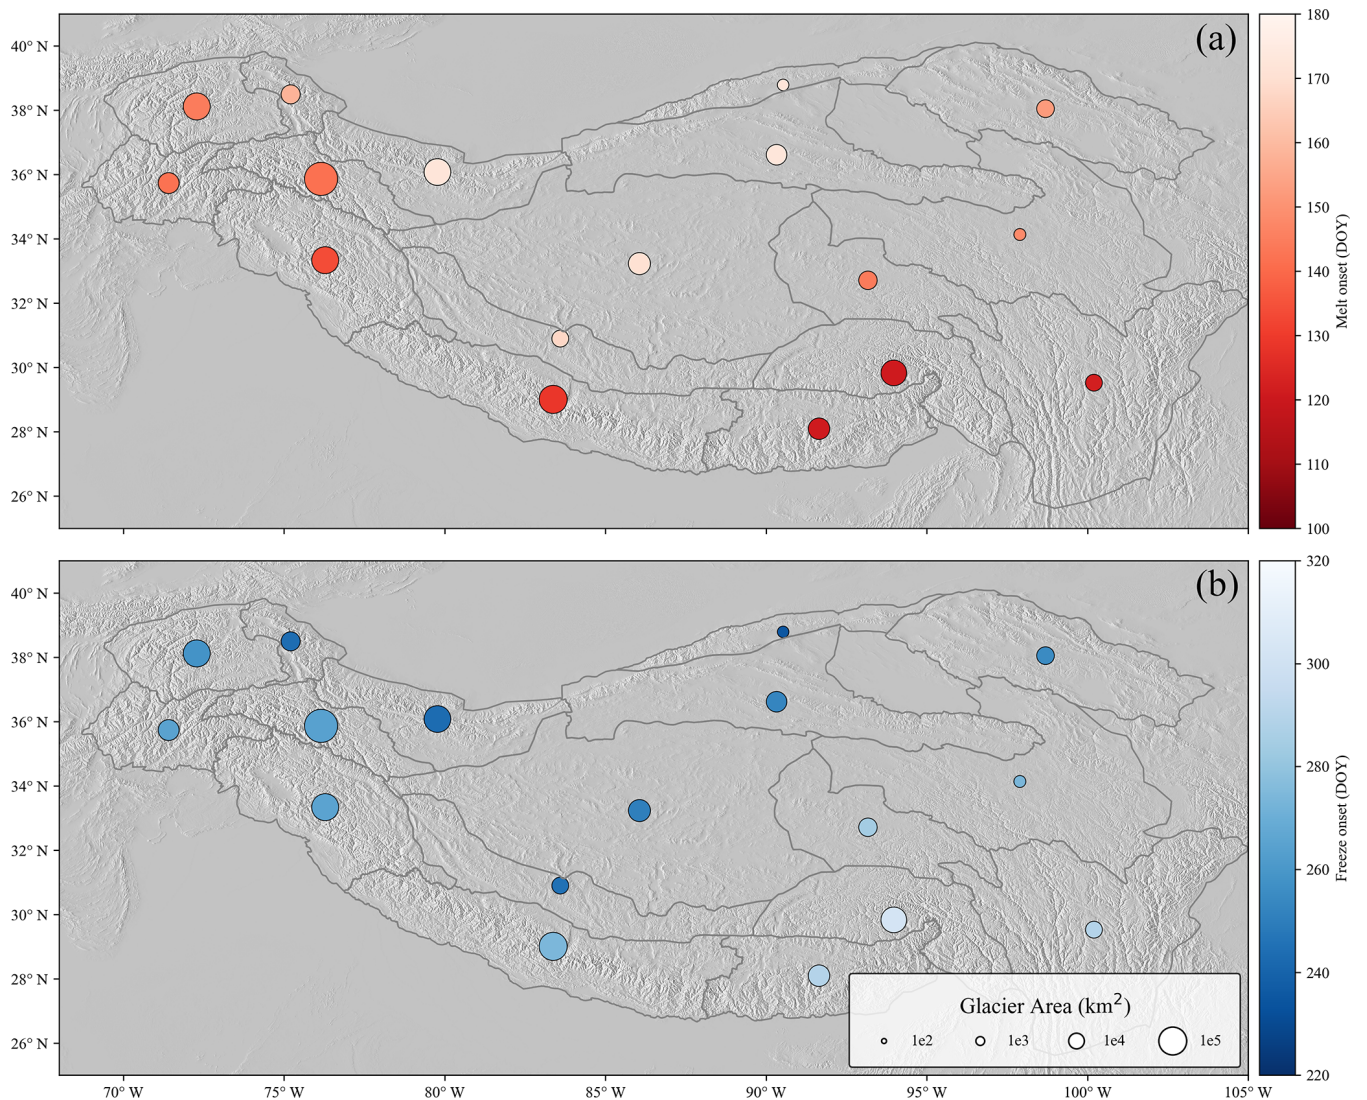 (a)
40° N
38° N
36° N
34° N
32° N
30° N
28° N
26° N
180
170
160
150
140
130
120
110
100
Melt onset (DOY)
(b)
40° N
38° N
36° N
34° N
32° N
30° N
28° N
26° N
320
300
280
260
240
220
Freeze onset (DOY)
Glacier Area (km²)
1e2 1e3 1e4 1e5
70° W 75° W 80° W 85° W 90° W 95° W 100° W 105° W